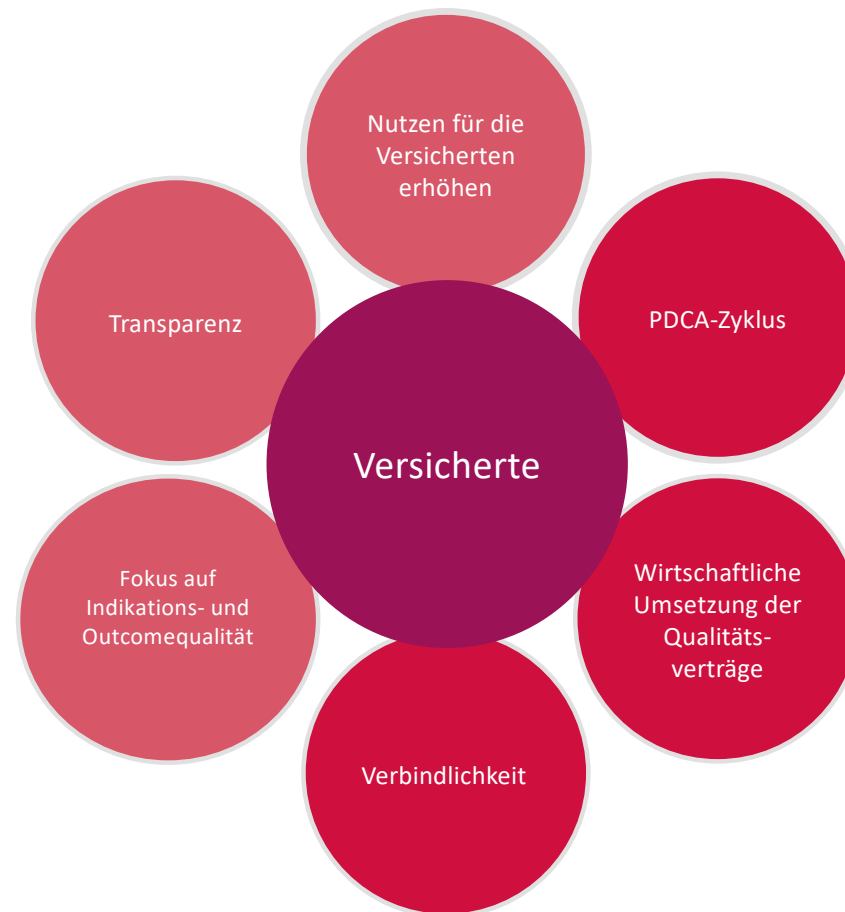 Nutzen für die
Versicherten
erhöhen
Transparenz
PDCA-Zyklus
Versicherte
Fokus auf
Indikations- und
Outcomequalität
Wirtschaftliche
Umsetzung der
Qualitäts-
verträge
Verbindlichkeit